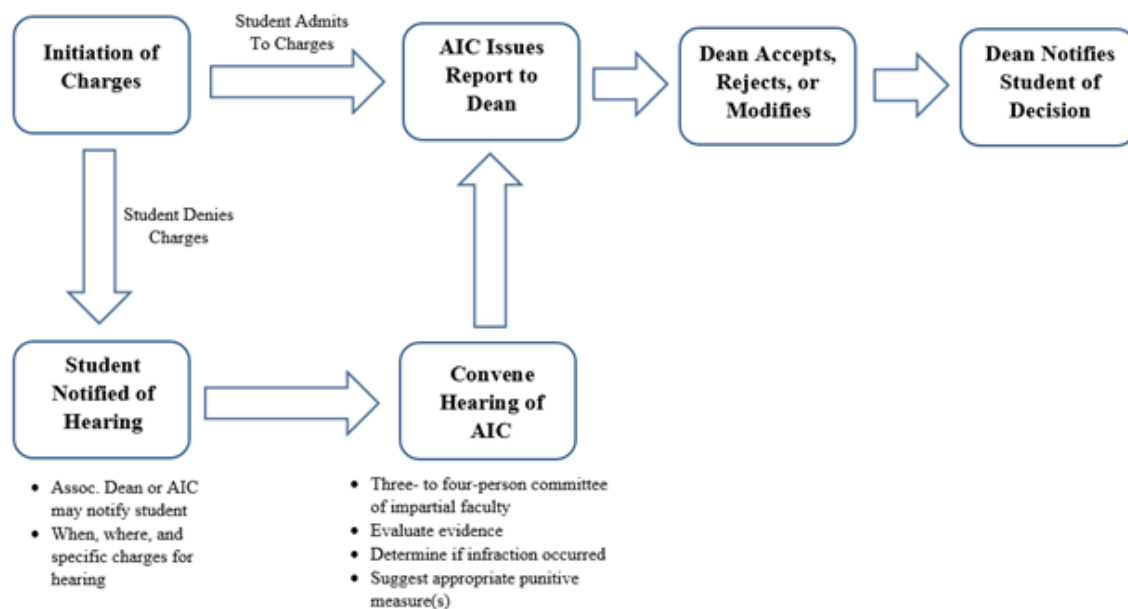 Initiation of
Charges
Student Admits
To Charges
AIC Issues
Report to
Dean
Dean Accepts,
Rejects, or
Modifies
Dean Notifies
Student of
Decision
Student Denies
Charges
Student
Notified of
Hearing
Convene
Hearing of
AIC
• Assoc. Dean or AIC
may notify student
• When, where, and
specific charges for
hearing
• Three- to four-person committee
of impartial faculty
• Evaluate evidence
• Determine if infraction occurred
• Suggest appropriate punitive
measure(s)